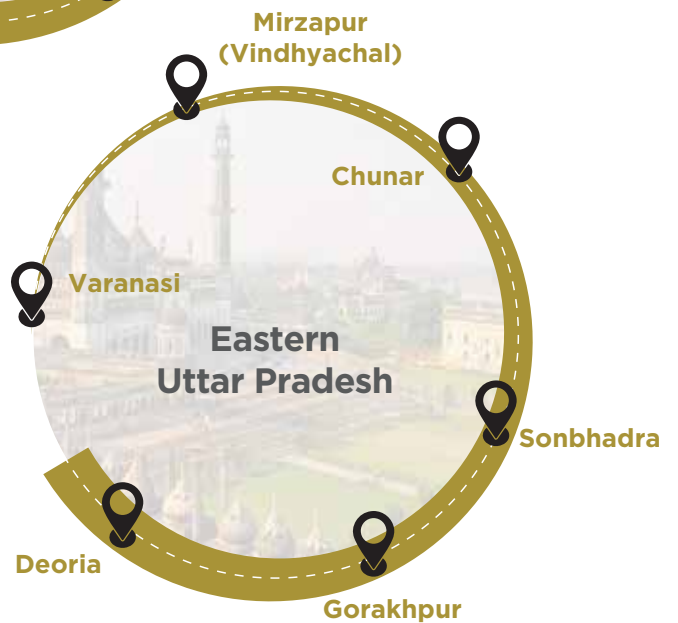 Mirzapur
(Vindhyachal)
Chunar
Varanasi
Eastern
Uttar Pradesh
Sonbhadra
Deoria
Gorakhpur